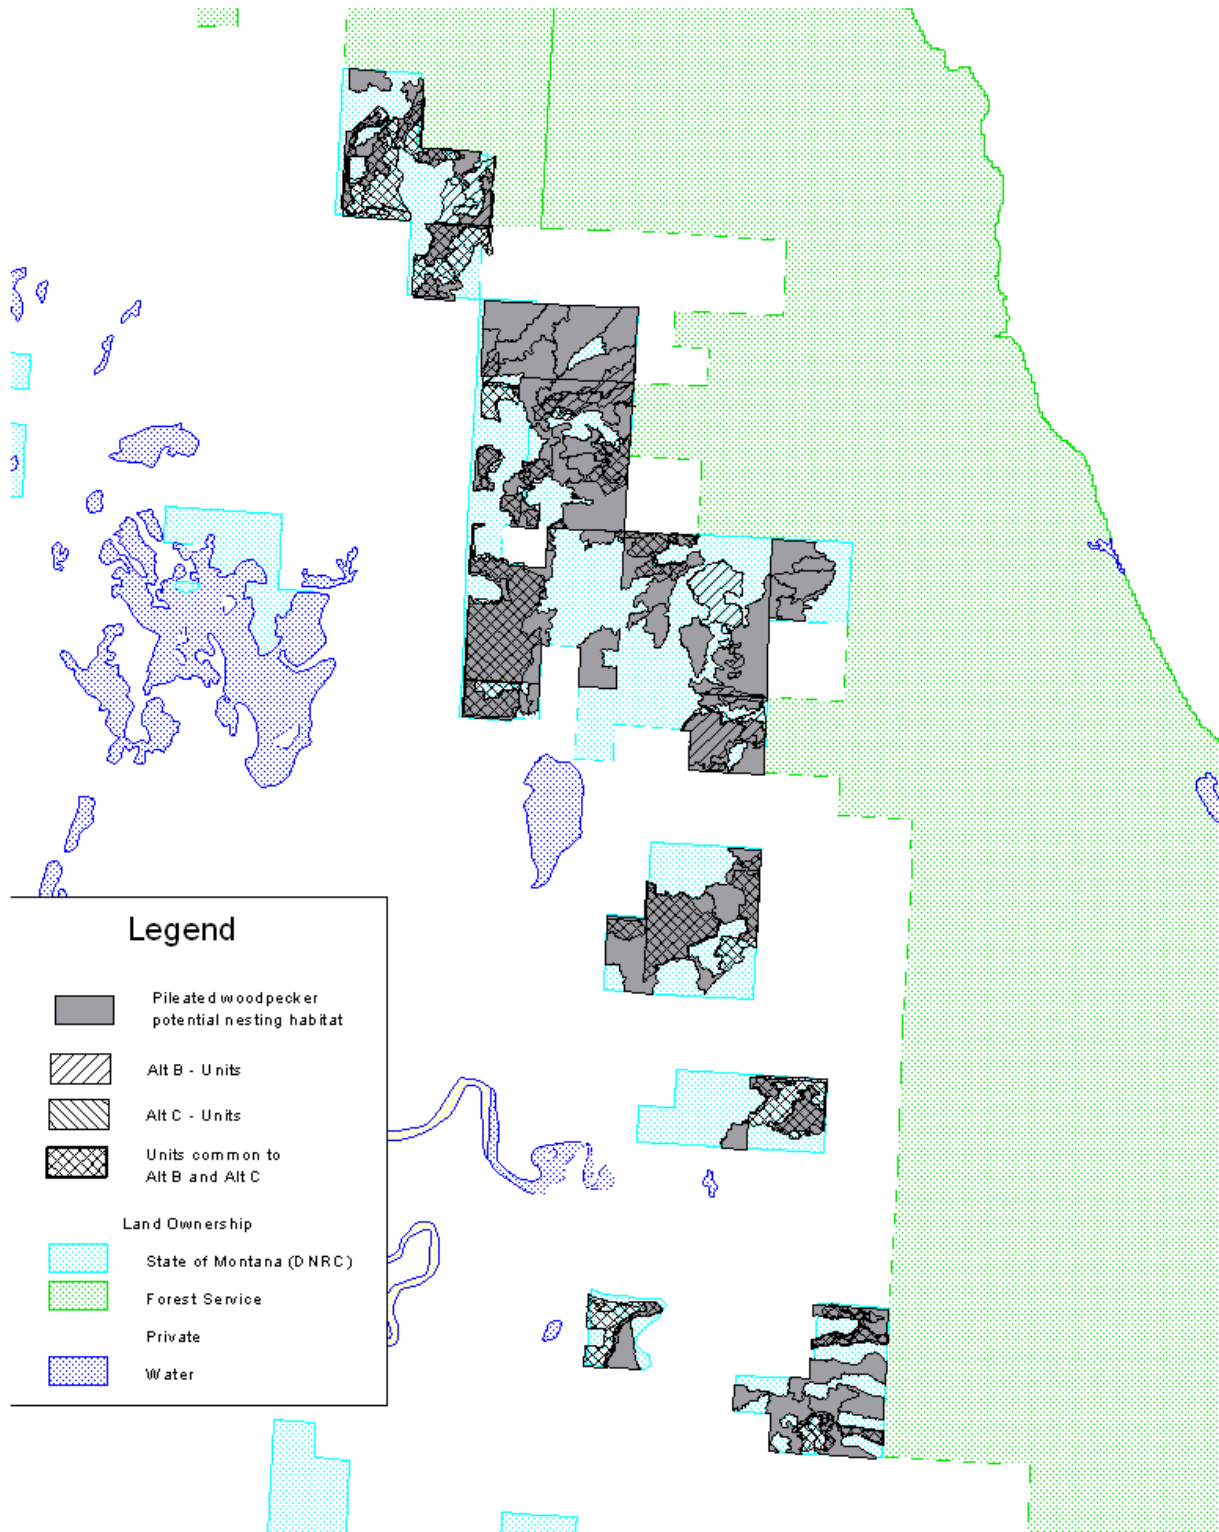 Legend
Pileated woodpecker
potential nesting habitat
Alt B - Units
Alt C - Units
Units common to
Alt B and Alt C
Land Ownership
State of Montana (DNRC)
Forest Service
Private
Water